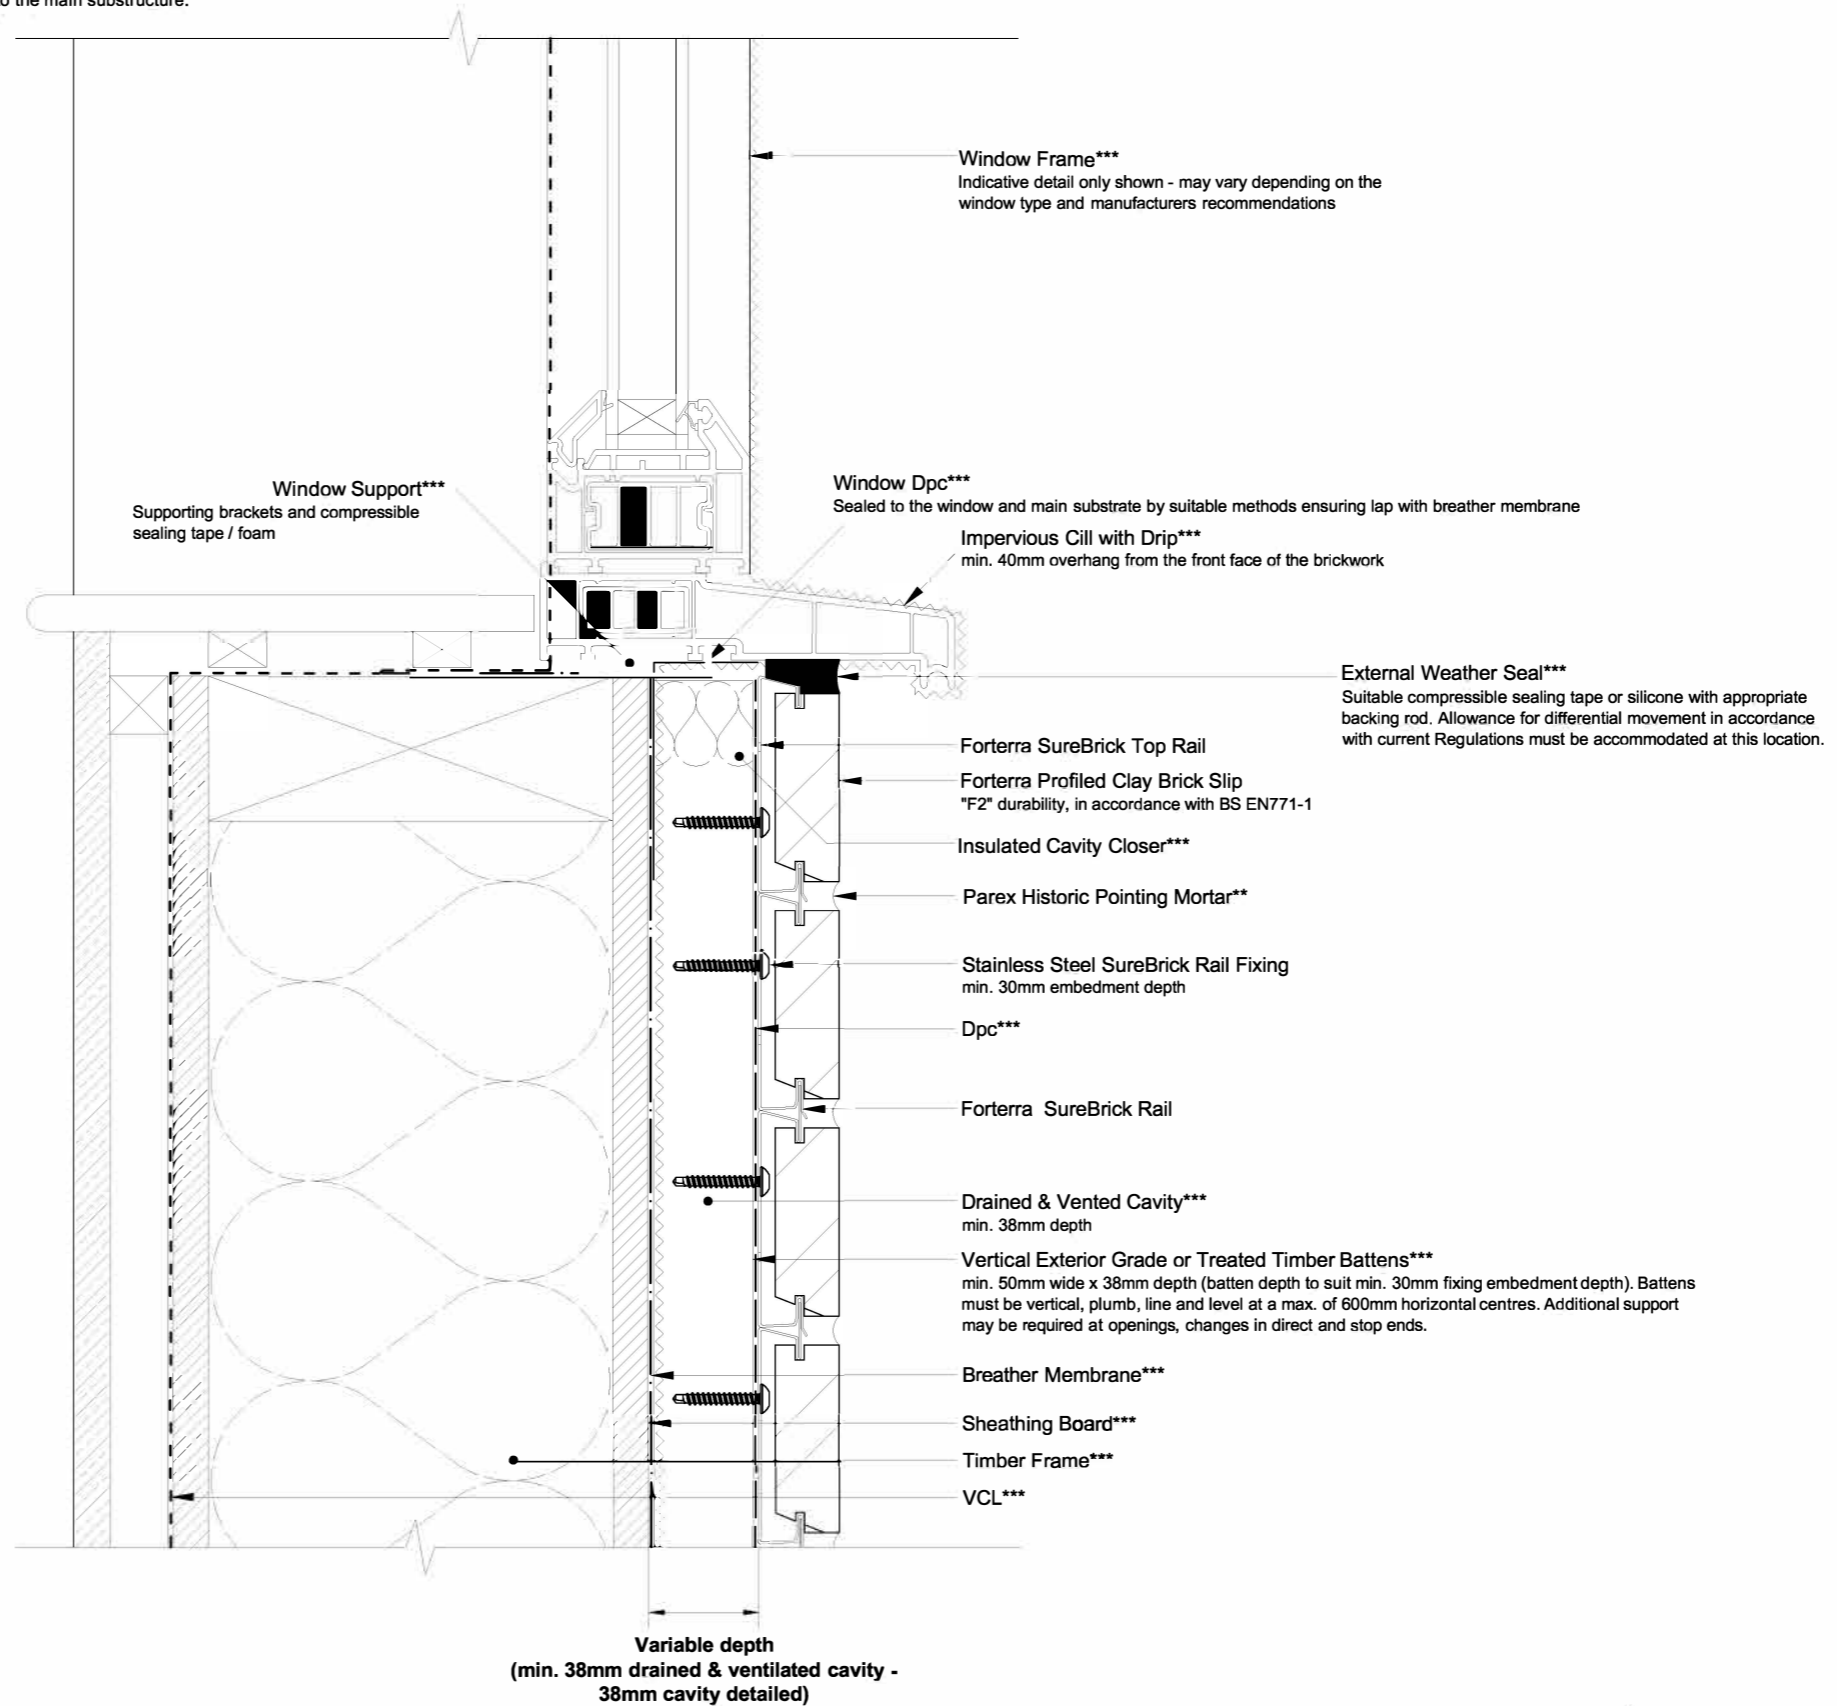 o the main substructure.
Window Frame***
Indicative detail only shown - may vary depending on the
window type and manufacturers recommendations
Window Support***
Supporting brackets and compressible
sealing tape / foam
Window Dpc***
Sealed to the window and main substrate by suitable methods ensuring lap with breather membrane
Impervious Cill with Drip***
min. 40mm overhang from the front face of the brickwork
External Weather Seal***
Suitable compressible sealing tape or silicone with appropriate
backing rod. Allowance for differential movement in accordance
with current Regulations must be accommodated at this location.
Forterra SureBrick Top Rail
Forterra Profiled Clay Brick Slip
"F2" durability, in accordance with BS EN771-1
Insulated Cavity Closer***
Parex Historic Pointing Mortar**
Stainless Steel SureBrick Rail Fixing
min. 30mm embedment depth
Dpc***
Forterra SureBrick Rail
Drained & Vented Cavity***
min. 38mm depth
Vertical Exterior Grade or Treated Timber Battens***
min. 50mm wide x 38mm depth (batten depth to suit min. 30mm fixing embedment depth). Battens
must be vertical, plumb, line and level at a max. of 600mm horizontal centres. Additional support
may be required at openings, changes in direct and stop ends.
Breather Membrane***
Sheathing Board***
Timber Frame***
VCL***
Variable depth
(min. 38mm drained & ventilated cavity -
38mm cavity detailed)